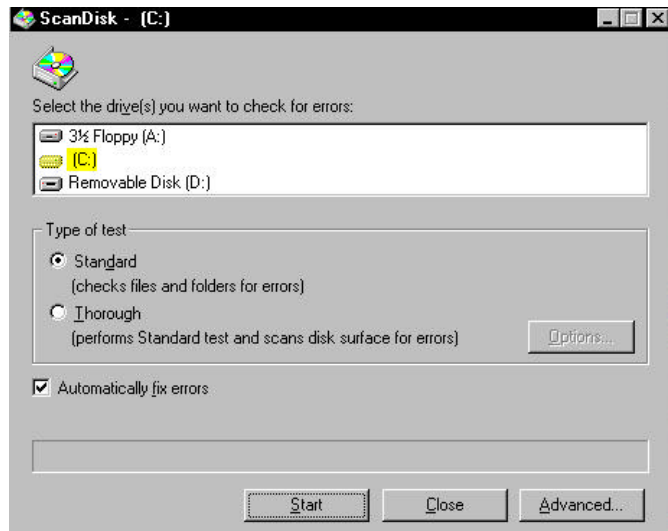 ScanDisk - (C:)
Select the drive(s) you want to check for errors:
3½ Floppy (A:)
(C:)
Removable Disk (D:)
Type of test
Standard
(checks files and folders for errors)
Thorough
(performs Standard test and scans disk surface for errors)
Options...
Automatically fix errors
Start
Close
Advanced...